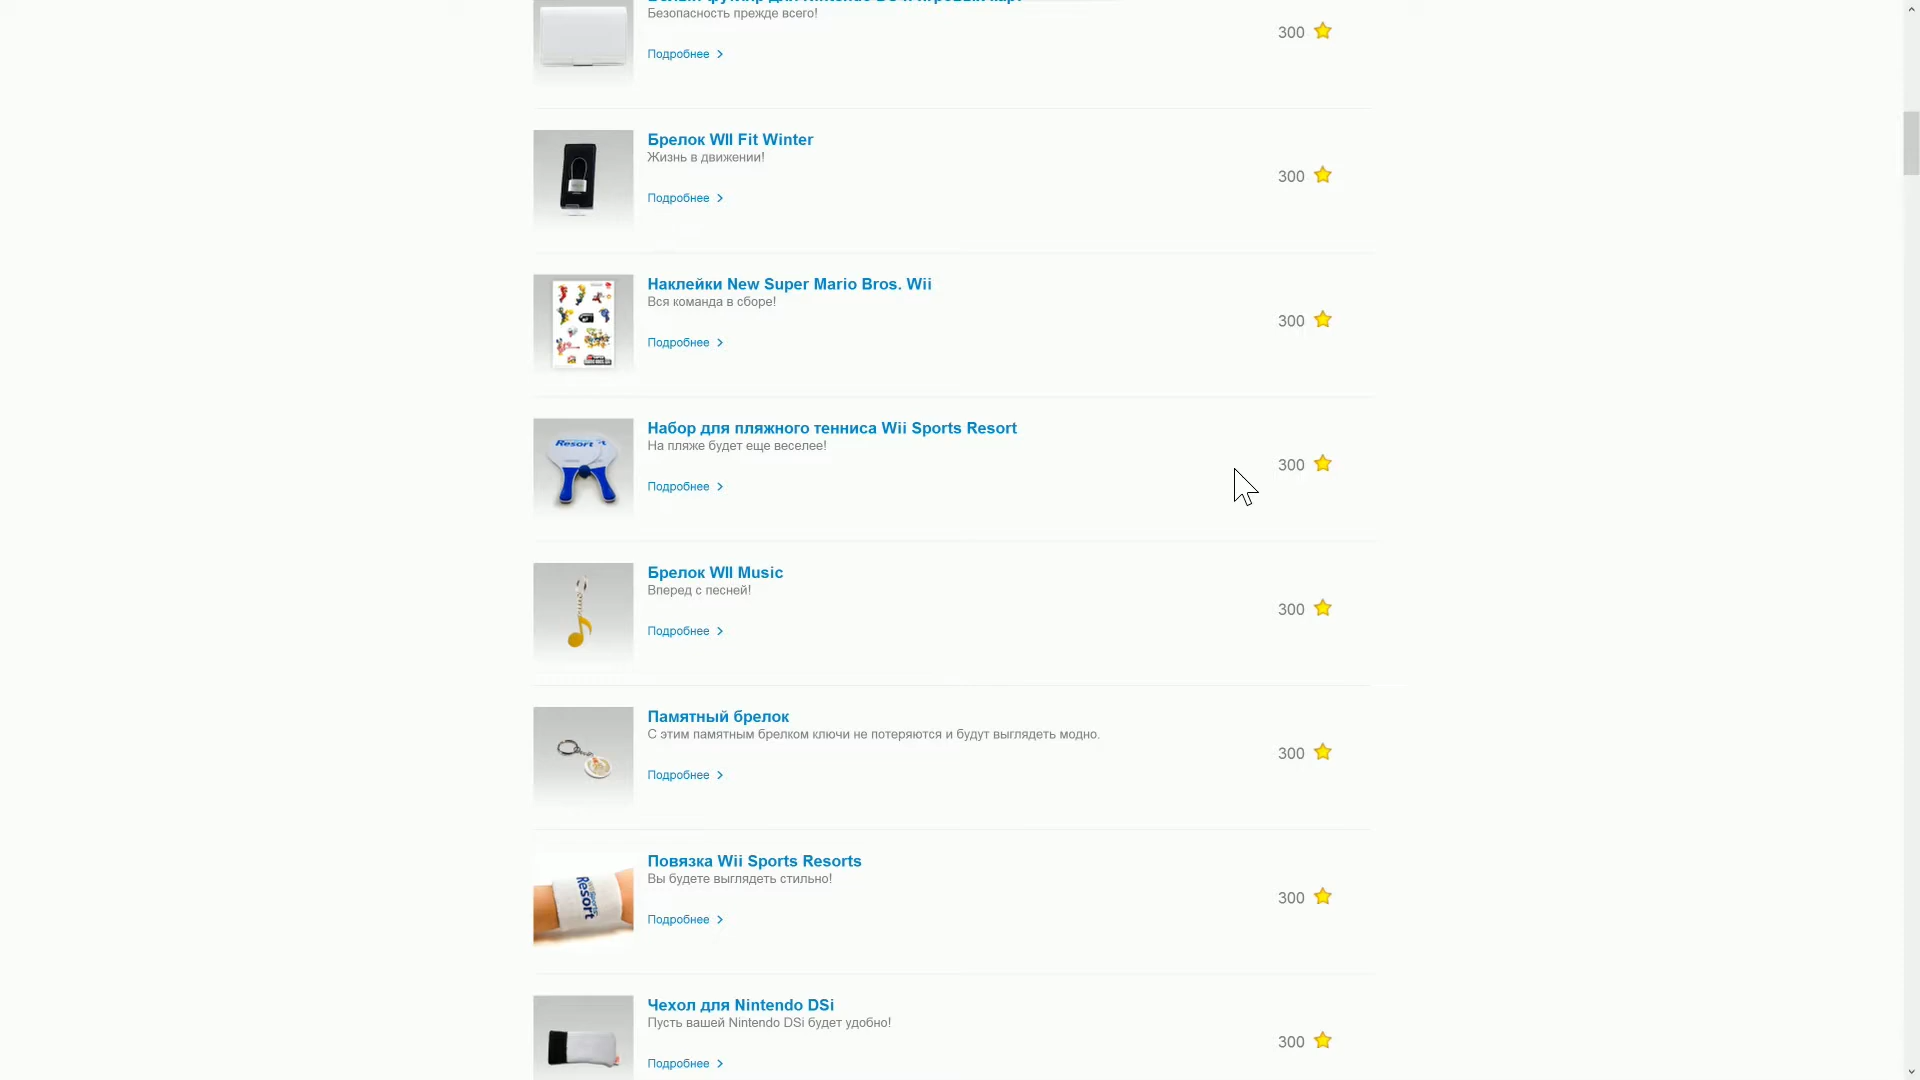 Безопасность прежде всего!
300
Подробнее
Брелок WII Fit Winter
Жизнь в движении!
300
Подробнее
Наклейки New Super Mario Bros. Wii
Вся команда в сборе!
300
Подробнее
Resort
Набор для пляжного тенниса Wii Sports Resort
На пляже будет еще веселее!
300
Подробнее
Брелок WII Music
Вперед с песней!
300
Подробнее
Памятный брелок
С этим памятным брелком ключи не потеряются и будут выглядеть модно.
300
Подробнее
Повязка Wii Sports Resorts
Вы будете выглядеть стильно!
Sports
Resort
300
Подробнее
Чехол для Nintendo DSi
Пусть вашей Nintendo DSi будет удобно!
300
Подробнее